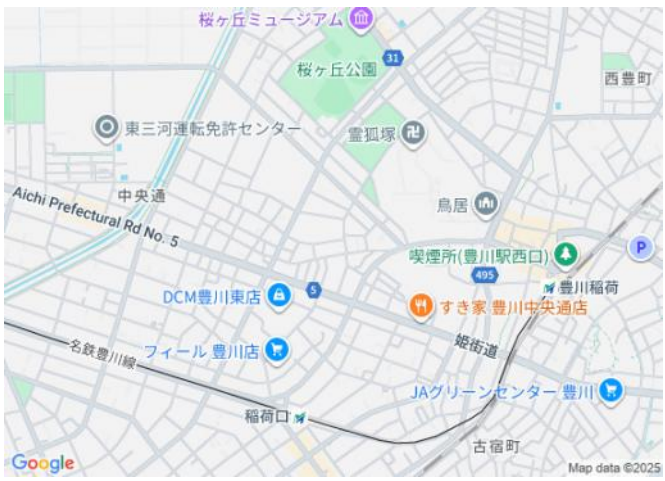 桜ヶ丘ミュージアム
31
桜ヶ丘公園
西豊町
東三河運転免許センター
霊狐塚
中央通
鳥居
Aichi Prefectural Rd No. 5
喫煙所(豊川駅西口)
P
495
豊川稲荷
DCM豊川東店
5
すき家 豊川中央通店
姫街道
名鉄豊川線
フィール 豊川店
JAグリーンセンター 豊川
稲荷口
古宿町
Google
Map data ©2025